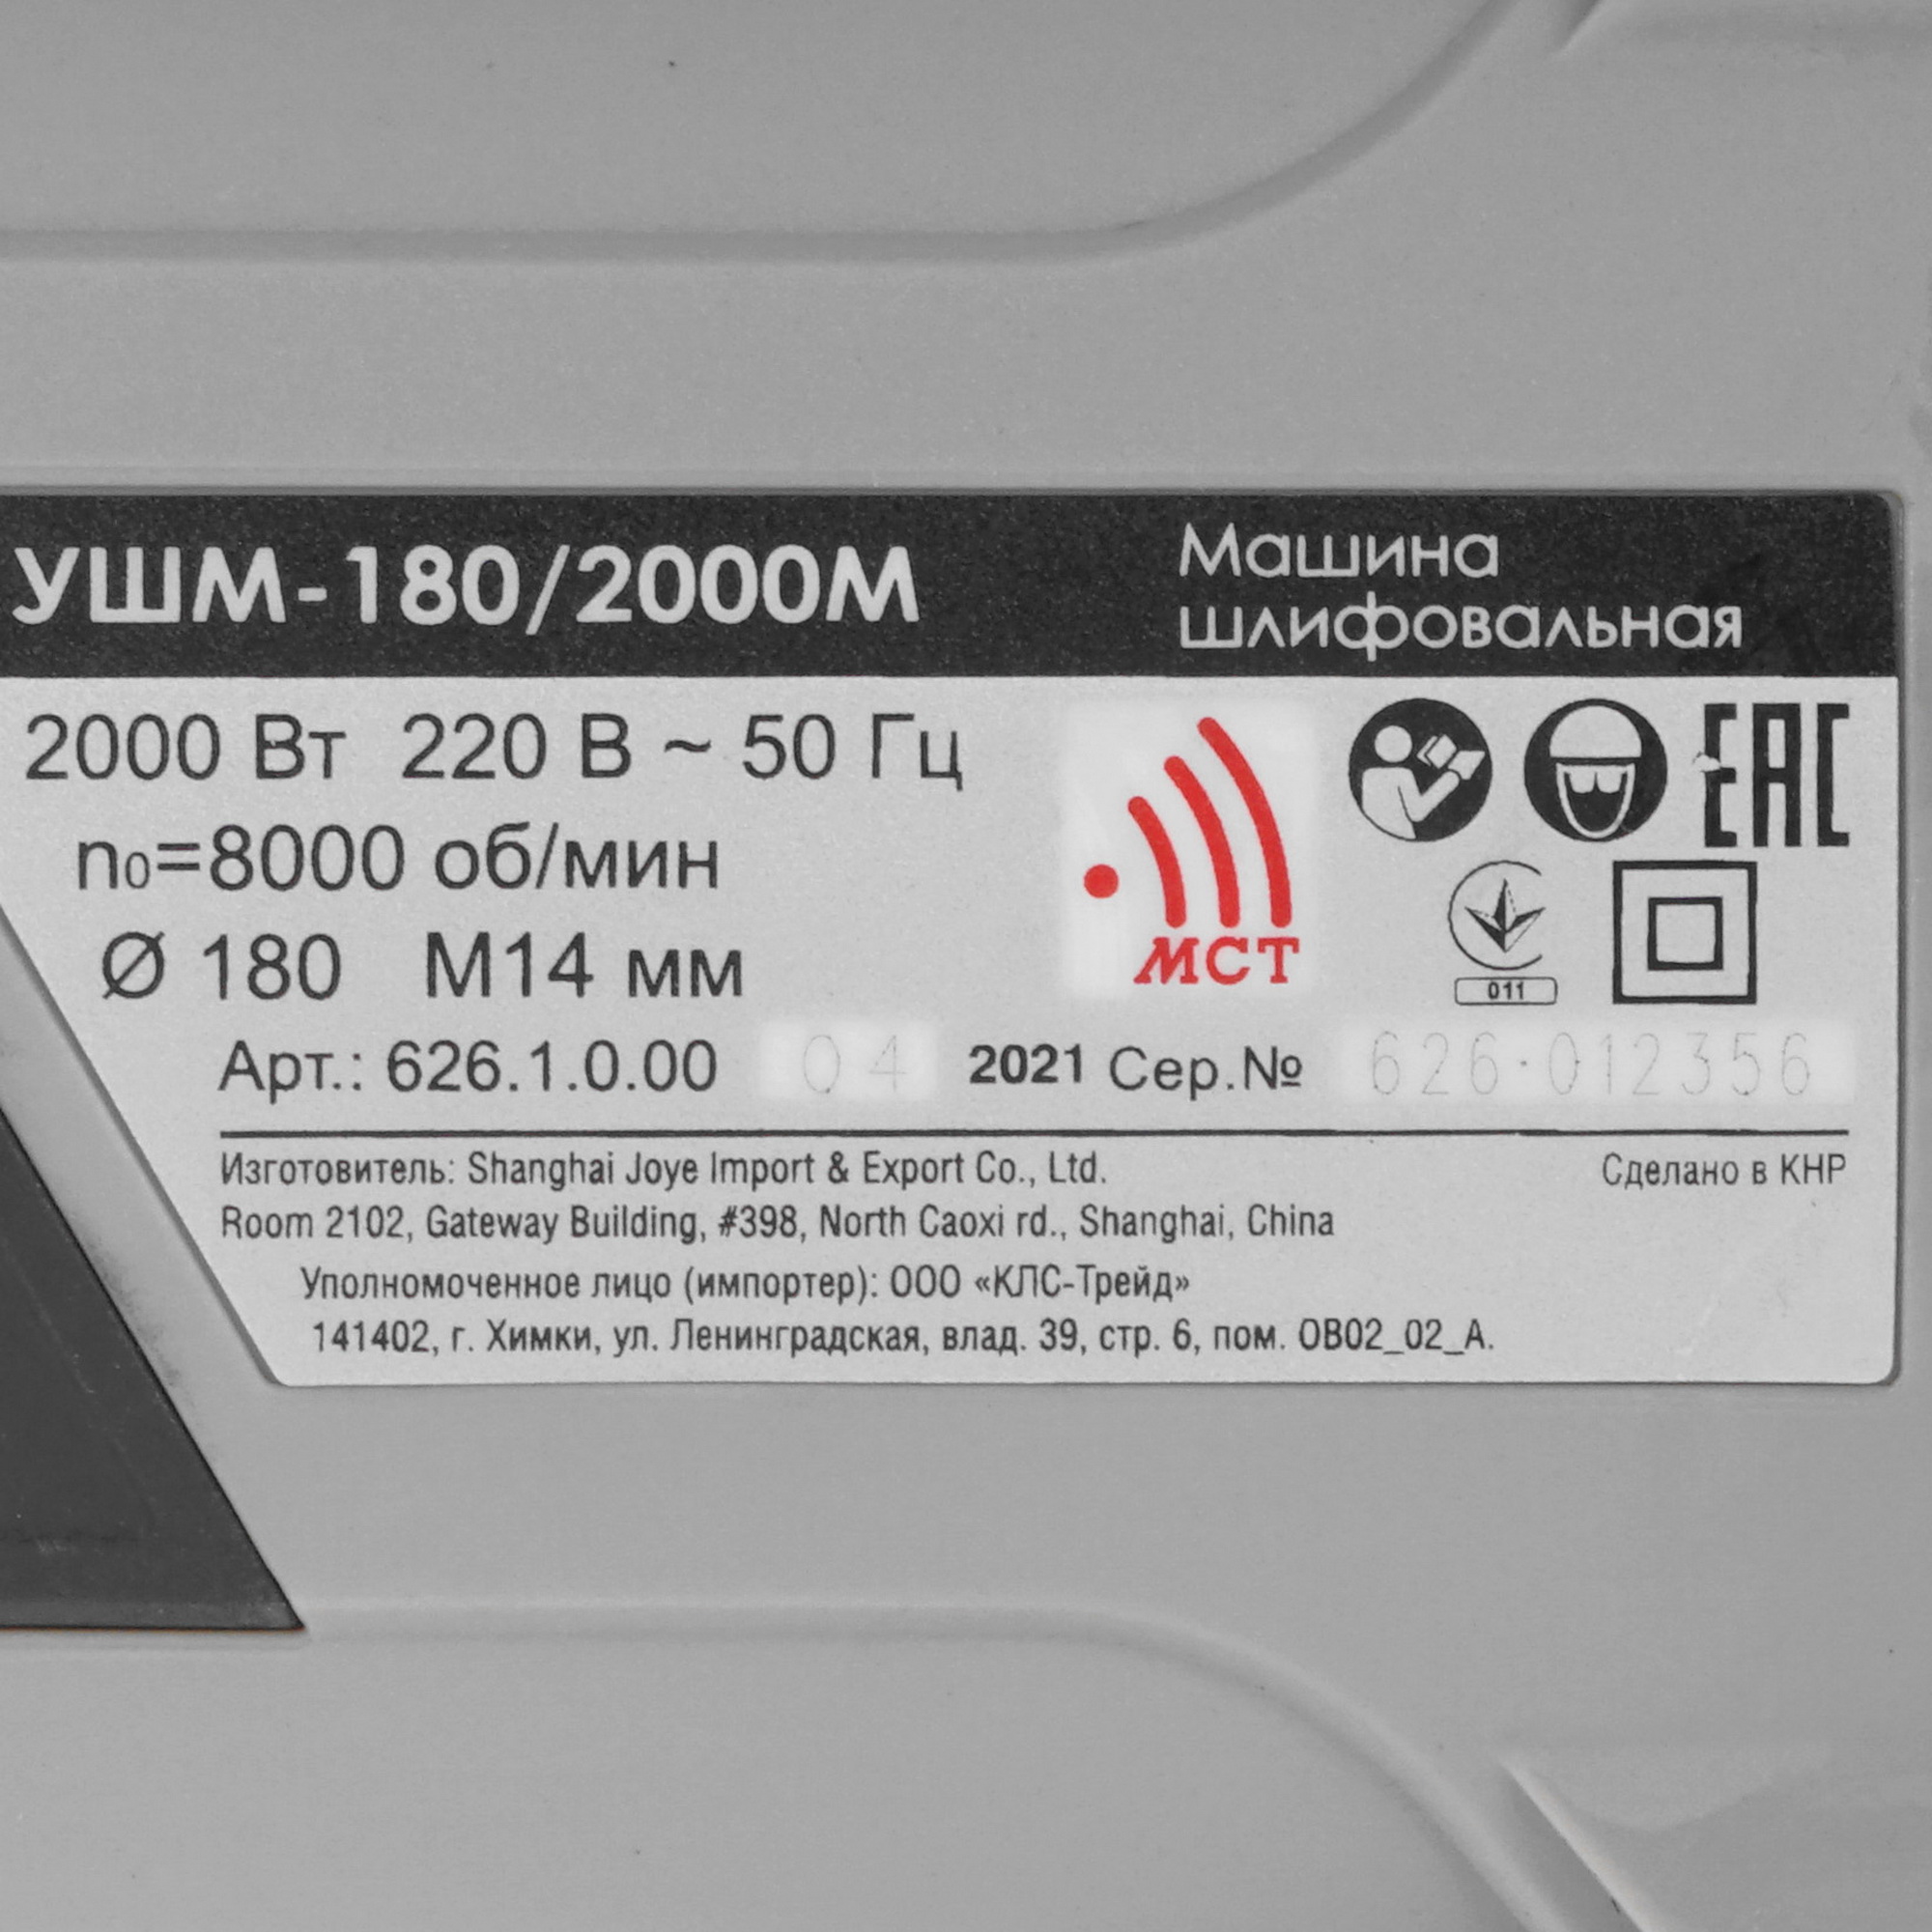 УШМ-180/2000М
Машина
шлифовальная
2000 Вт 220 В ~ 50 Гц
n0=8000 об/мин
Ø 180 М14 мм
МСТ
ЕАС
011
Арт.: 626.1.0.00 04 2021 Сер.№ 626·012356
Изготовитель: Shanghai Joye Import & Export Co., Ltd. Сделано в КНР
Room 2102, Gateway Building, #398, North Caoxi rd., Shanghai, China
Уполномоченное лицо (импортер): ООО «КЛС-Трейд»
141402, г. Химки, ул. Ленинградская, влад. 39, стр. 6, пом. ОВ02_02_А.